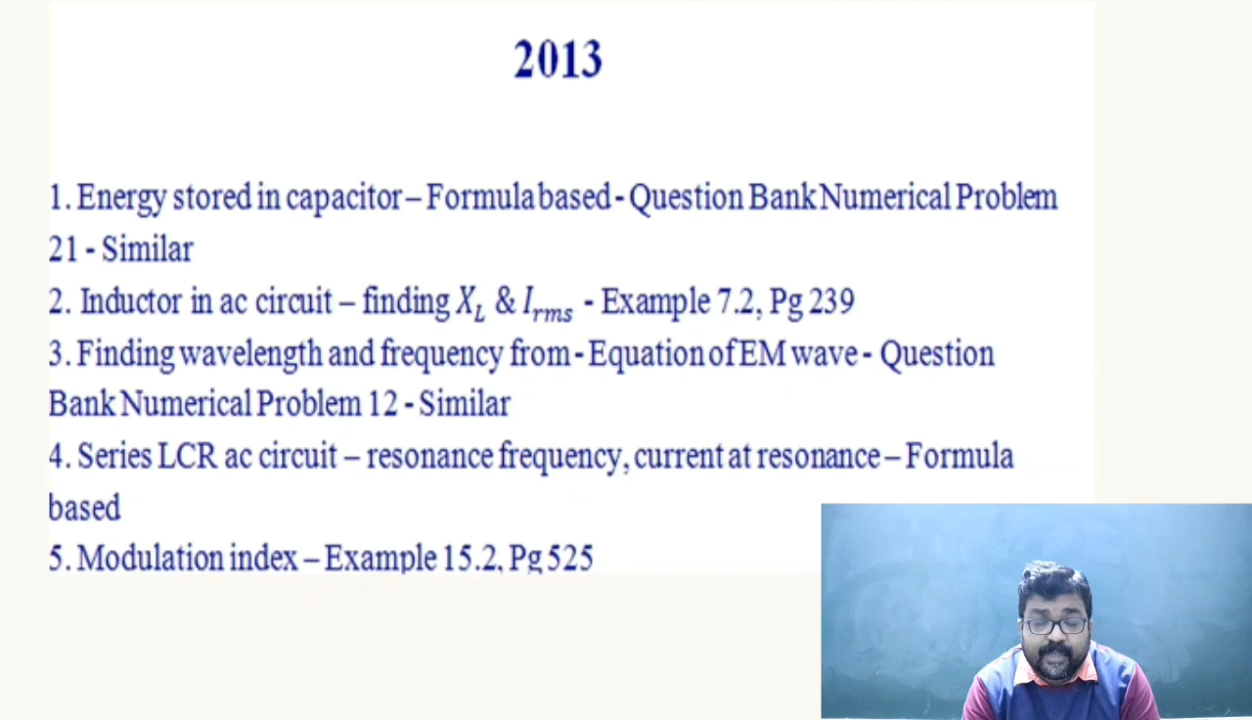 2013
1. Energy stored in capacitor – Formula based - Question Bank Numerical Problem
21 - Similar
2. Inductor in ac circuit – finding X_L & I_rms - Example 7.2, Pg 239
3. Finding wavelength and frequency from - Equation of EM wave - Question
Bank Numerical Problem 12 - Similar
4. Series LCR ac circuit – resonance frequency, current at resonance – Formula
based
5. Modulation index – Example 15.2, Pg 525